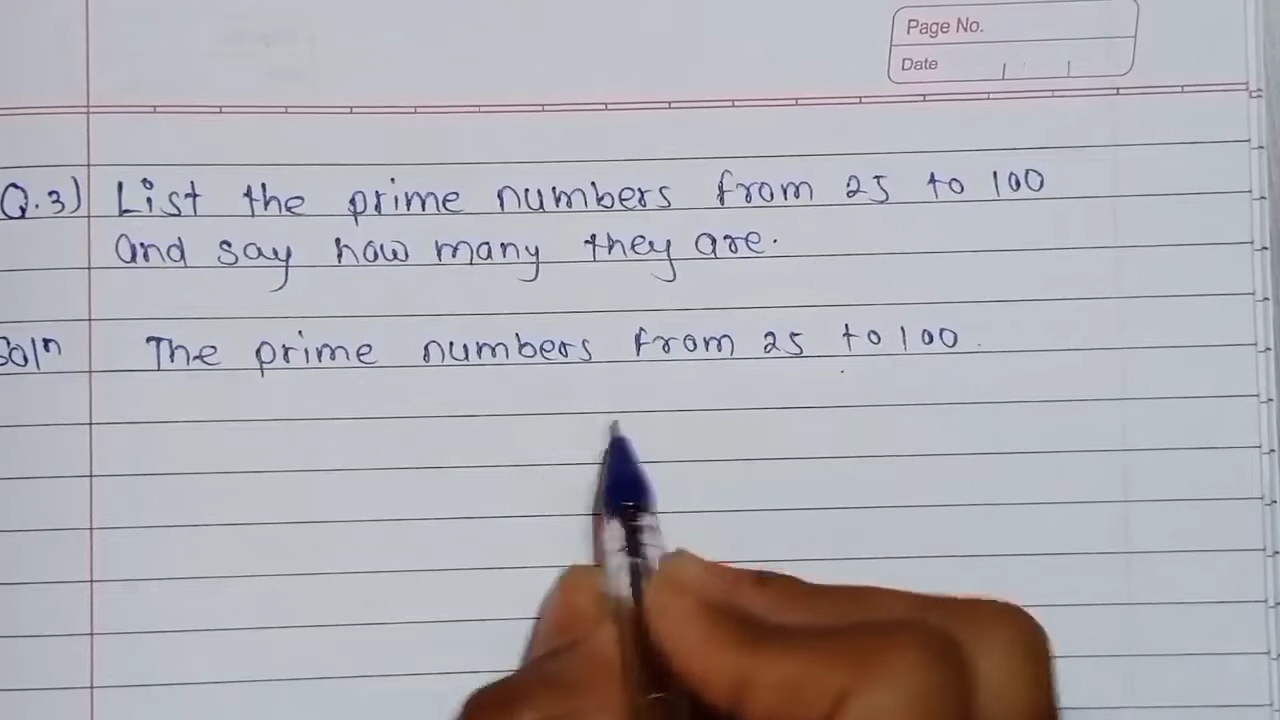 Page No.
Date
Q.3) List the prime numbers from 25 to 100
and say how many they are.
Soln The prime numbers from 25 to 100.